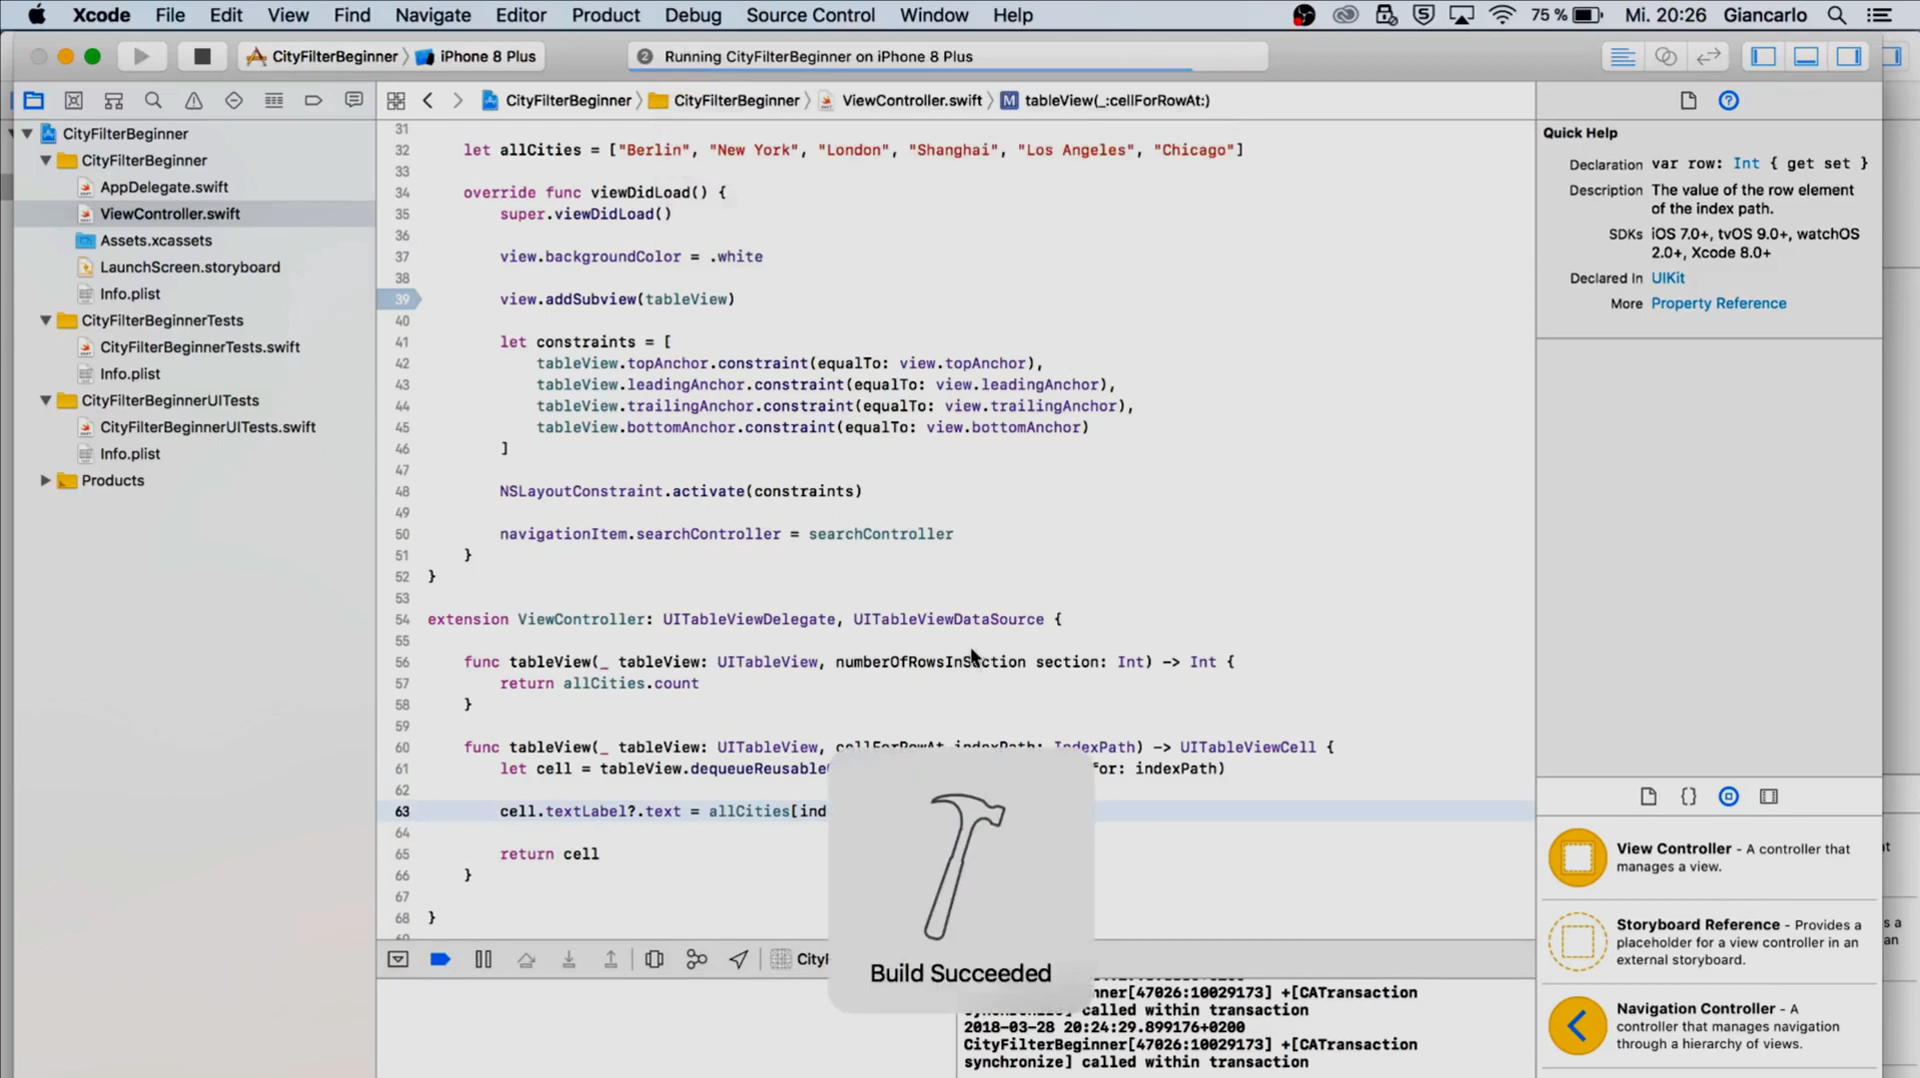 Xcode File Edit View Find Navigate Editor Product Debug Source Control Window Help 75 % Mi. 20:26 Giancarlo
CityFilterBeginner iPhone 8 Plus
2 Running CityFilterBeginner on iPhone 8 Plus
CityFilterBeginner CityFilterBeginner ViewController.swift M tableView(_:cellForRowAt:)
CityFilterBeginner
CityFilterBeginner
AppDelegate.swift
ViewController.swift
Assets.xcassets
LaunchScreen.storyboard
Info.plist
CityFilterBeginnerTests
CityFilterBeginnerTests.swift
Info.plist
CityFilterBeginnerUITests
CityFilterBeginnerUITests.swift
Info.plist
Products
31
32 let allCities = ["Berlin", "New York", "London", "Shanghai", "Los Angeles", "Chicago"]
33
34 override func viewDidLoad() {
35 super.viewDidLoad()
36
37 view.backgroundColor = .white
38
39 view.addSubview(tableView)
40
41 let constraints = [
42 tableView.topAnchor.constraint(equalTo: view.topAnchor),
43 tableView.leadingAnchor.constraint(equalTo: view.leadingAnchor),
44 tableView.trailingAnchor.constraint(equalTo: view.trailingAnchor),
45 tableView.bottomAnchor.constraint(equalTo: view.bottomAnchor)
46 ]
47
48 NSLayoutConstraint.activate(constraints)
49
50 navigationItem.searchController = searchController
51 }
52 }
53
54 extension ViewController: UITableViewDelegate, UITableViewDataSource {
55
56 func tableView(_ tableView: UITableView, numberOfRowsInSection section: Int) -> Int {
57 return allCities.count
58 }
59
60 func tableView(_ tableView: UITableView, cellForRowAt indexPath: IndexPath) -> UITableViewCell {
61 let cell = tableView.dequeueReusable for: indexPath)
62
63 cell.textLabel?.text = allCities[ind
64
65 return cell
66 }
67
68 }
Build Succeeded
CityF
nner[47026:10029173] +[CATransaction
synchronize] called within transaction
2018-03-28 20:24:29.899176+0200
CityFilterBeginner[47026:10029173] +[CATransaction
synchronize] called within transaction
Quick Help
Declaration var row: Int { get set }
Description The value of the row element
of the index path.
SDKs iOS 7.0+, tvOS 9.0+, watchOS
2.0+, Xcode 8.0+
Declared In UIKit
More Property Reference
View Controller - A controller that
manages a view.
Storyboard Reference - Provides a
placeholder for a view controller in an
external storyboard.
Navigation Controller - A
controller that manages navigation
through a hierarchy of views.